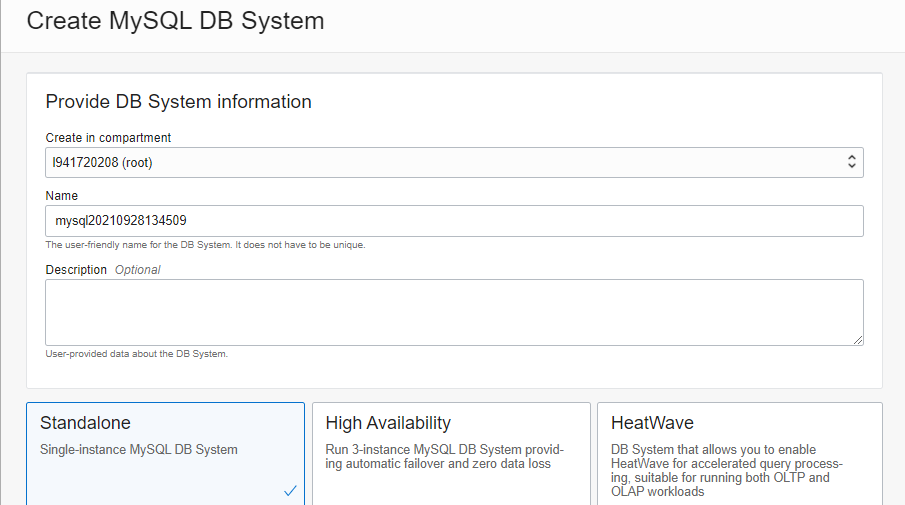 Create MySQL DB System
Provide DB System information
Create in compartment
l941720208 (root)
Name
mysql20210928134509
The user-friendly name for the DB System. It does not have to be unique.
Description Optional
User-provided data about the DB System.
Standalone
Single-instance MySQL DB System
High Availability
Run 3-instance MySQL DB System provid-
ing automatic failover and zero data loss
HeatWave
DB System that allows you to enable
HeatWave for accelerated query process-
ing, suitable for running both OLTP and
OLAP workloads